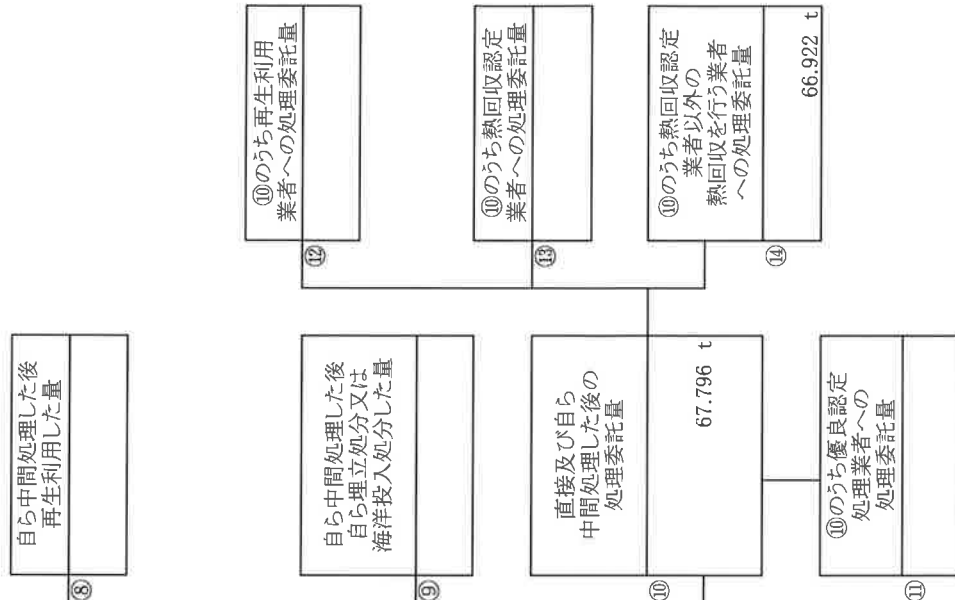 ⑧
自ら中間処理した後
再生利用した量
⑨
自ら中間処理した後
自ら埋立処分又は
海洋投入処分した量
⑩
直接及び自ら
中間処理した後の
処理委託量
67.796 t
⑪
⑩のうち優良認定
処理業者への
処理委託量
⑫
⑩のうち再生利用
業者への処理委託量
⑬
⑩のうち熱回収認定
業者への処理委託量
⑭
⑩のうち熱回収認定
業者以外の
熱回収を行う業者
への処理委託量
66.922 t